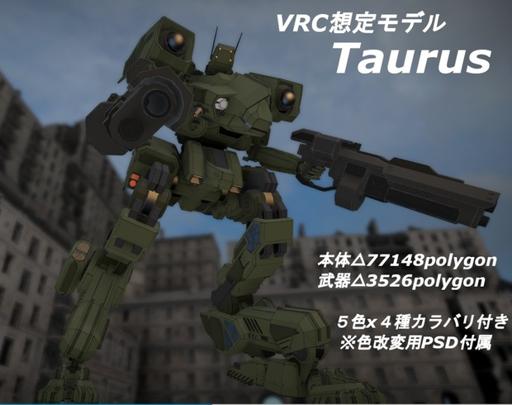 VRC想定モデル
Taurus
本体△77148polygon
武器△3526polygon
５色x４種カラバリ付き
※色改変用PSD付属